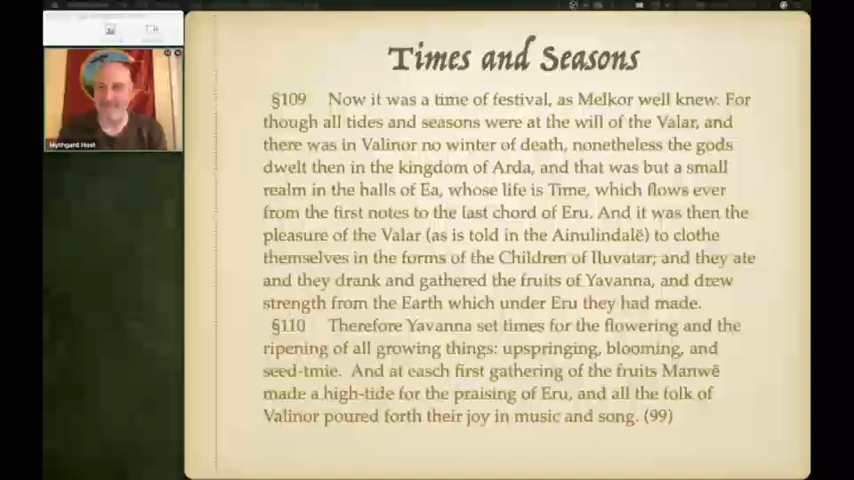 Times and Seasons
§109 Now it was a time of festival, as Melkor well knew. For
though all tides and seasons were at the will of the Valar, and
there was in Valinor no winter of death, nonetheless the gods
dwelt then in the kingdom of Arda, and that was but a small
realm in the halls of Ea, whose life is Time, which flows ever
from the first notes to the last chord of Eru. And it was then the
pleasure of the Valar (as is told in the Ainulindalë) to clothe
themselves in the forms of the Children of Iluvatar; and they ate
and they drank and gathered the fruits of Yavanna, and drew
strength from the Earth which under Eru they had made.
§110 Therefore Yavanna set times for the flowering and the
ripening of all growing things: upspringing, blooming, and
seed-tmie. And at easch first gathering of the fruits Manwë
made a high-tide for the praising of Eru, and all the folk of
Valinor poured forth their joy in music and song. (99)
Mythgard Host